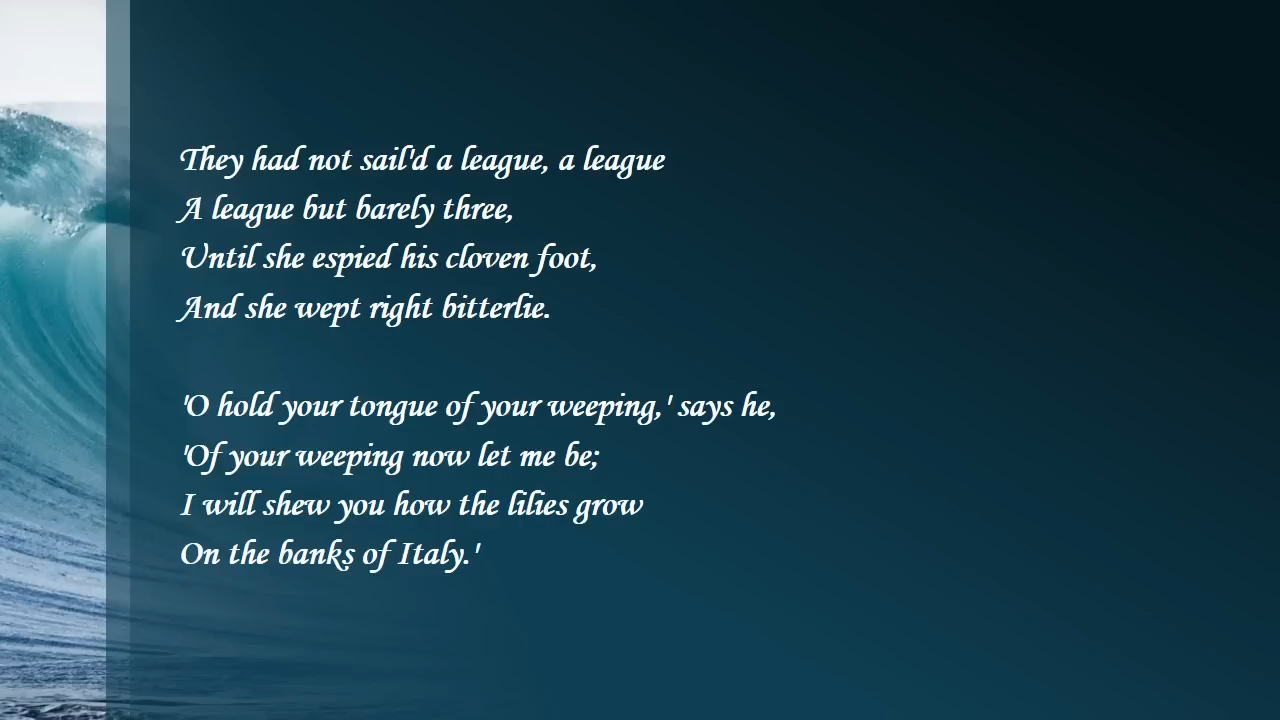 They had not sail'd a league, a league
A league but barely three,
Until she espied his cloven foot,
And she wept right bitterlie.
'O hold your tongue of your weeping,' says he,
'Of your weeping now let me be;
I will shew you how the lilies grow
On the banks of Italy.'